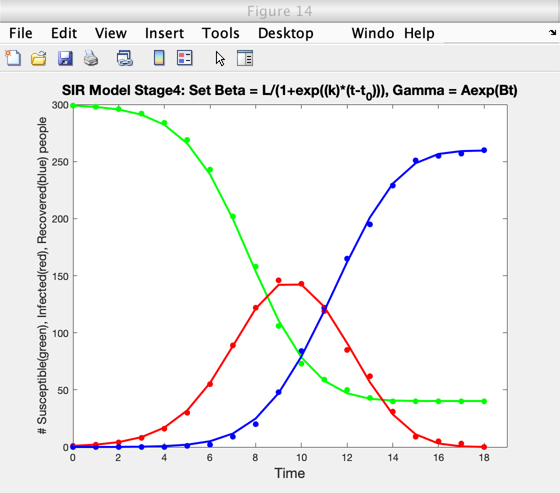 Figure 14
File Edit View Insert Tools Desktop Windo Help
SIR Model Stage4: Set Beta = L/(1+exp((k)*(t-t0))), Gamma = Aexp(Bt)
# Susceptible(green), Infected(red), Recovered(blue) people
300
250
200
150
100
50
0
0 2 4 6 8 10 12 14 16 18
Time